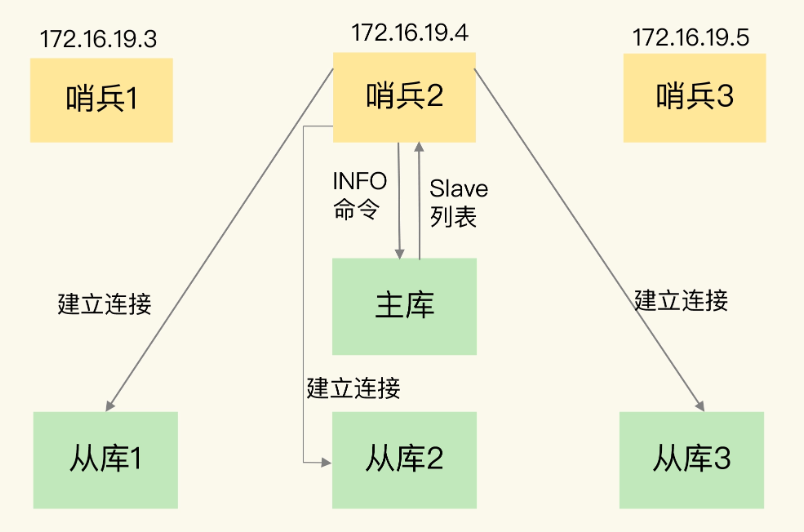 172.16.19.3
172.16.19.4
172.16.19.5
哨兵1
哨兵2
哨兵3
INFO
命令
Slave
列表
主库
建立连接
建立连接
建立连接
从库1
从库2
从库3